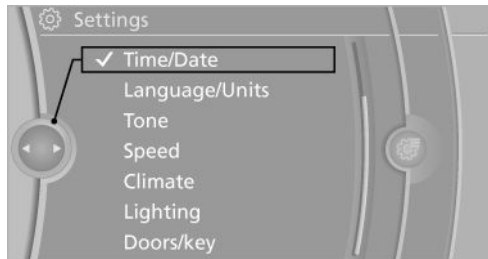 Settings
Time/Date
Language/Units
Tone
Speed
Climate
Lighting
Doors/key